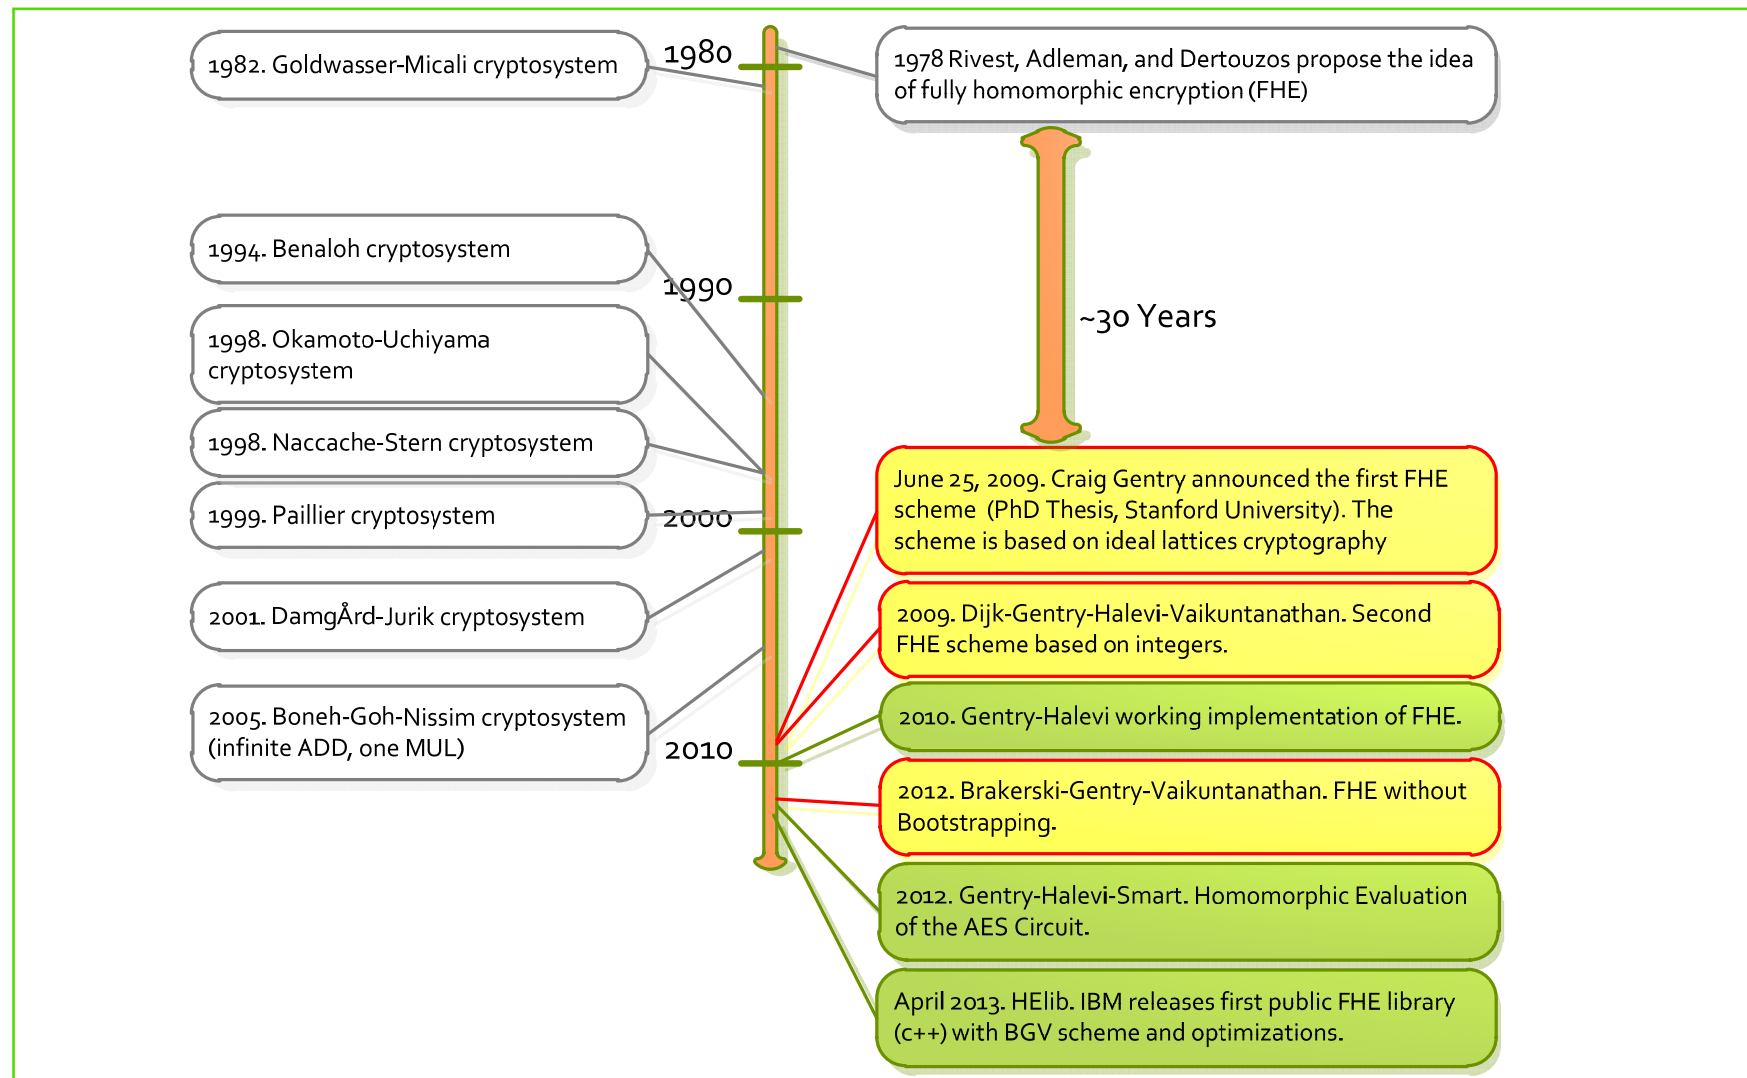 1982. Goldwasser-Micali cryptosystem
1980
1978 Rivest, Adleman, and Dertouzos propose the idea
of fully homomorphic encryption (FHE)
1994. Benaloh cryptosystem
1990
~30 Years
1998. Okamoto-Uchiyama
cryptosystem
1998. Naccache-Stern cryptosystem
1999. Paillier cryptosystem
2000
June 25, 2009. Craig Gentry announced the first FHE
scheme (PhD Thesis, Stanford University). The
scheme is based on ideal lattices cryptography
2001. DamgÅrd-Jurik cryptosystem
2009. Dijk-Gentry-Halevi-Vaikuntanathan. Second
FHE scheme based on integers.
2005. Boneh-Goh-Nissim cryptosystem
(infinite ADD, one MUL)
2010
2010. Gentry-Halevi working implementation of FHE.
2012. Brakerski-Gentry-Vaikuntanathan. FHE without
Bootstrapping.
2012. Gentry-Halevi-Smart. Homomorphic Evaluation
of the AES Circuit.
April 2013. HElib. IBM releases first public FHE library
(c++) with BGV scheme and optimizations.